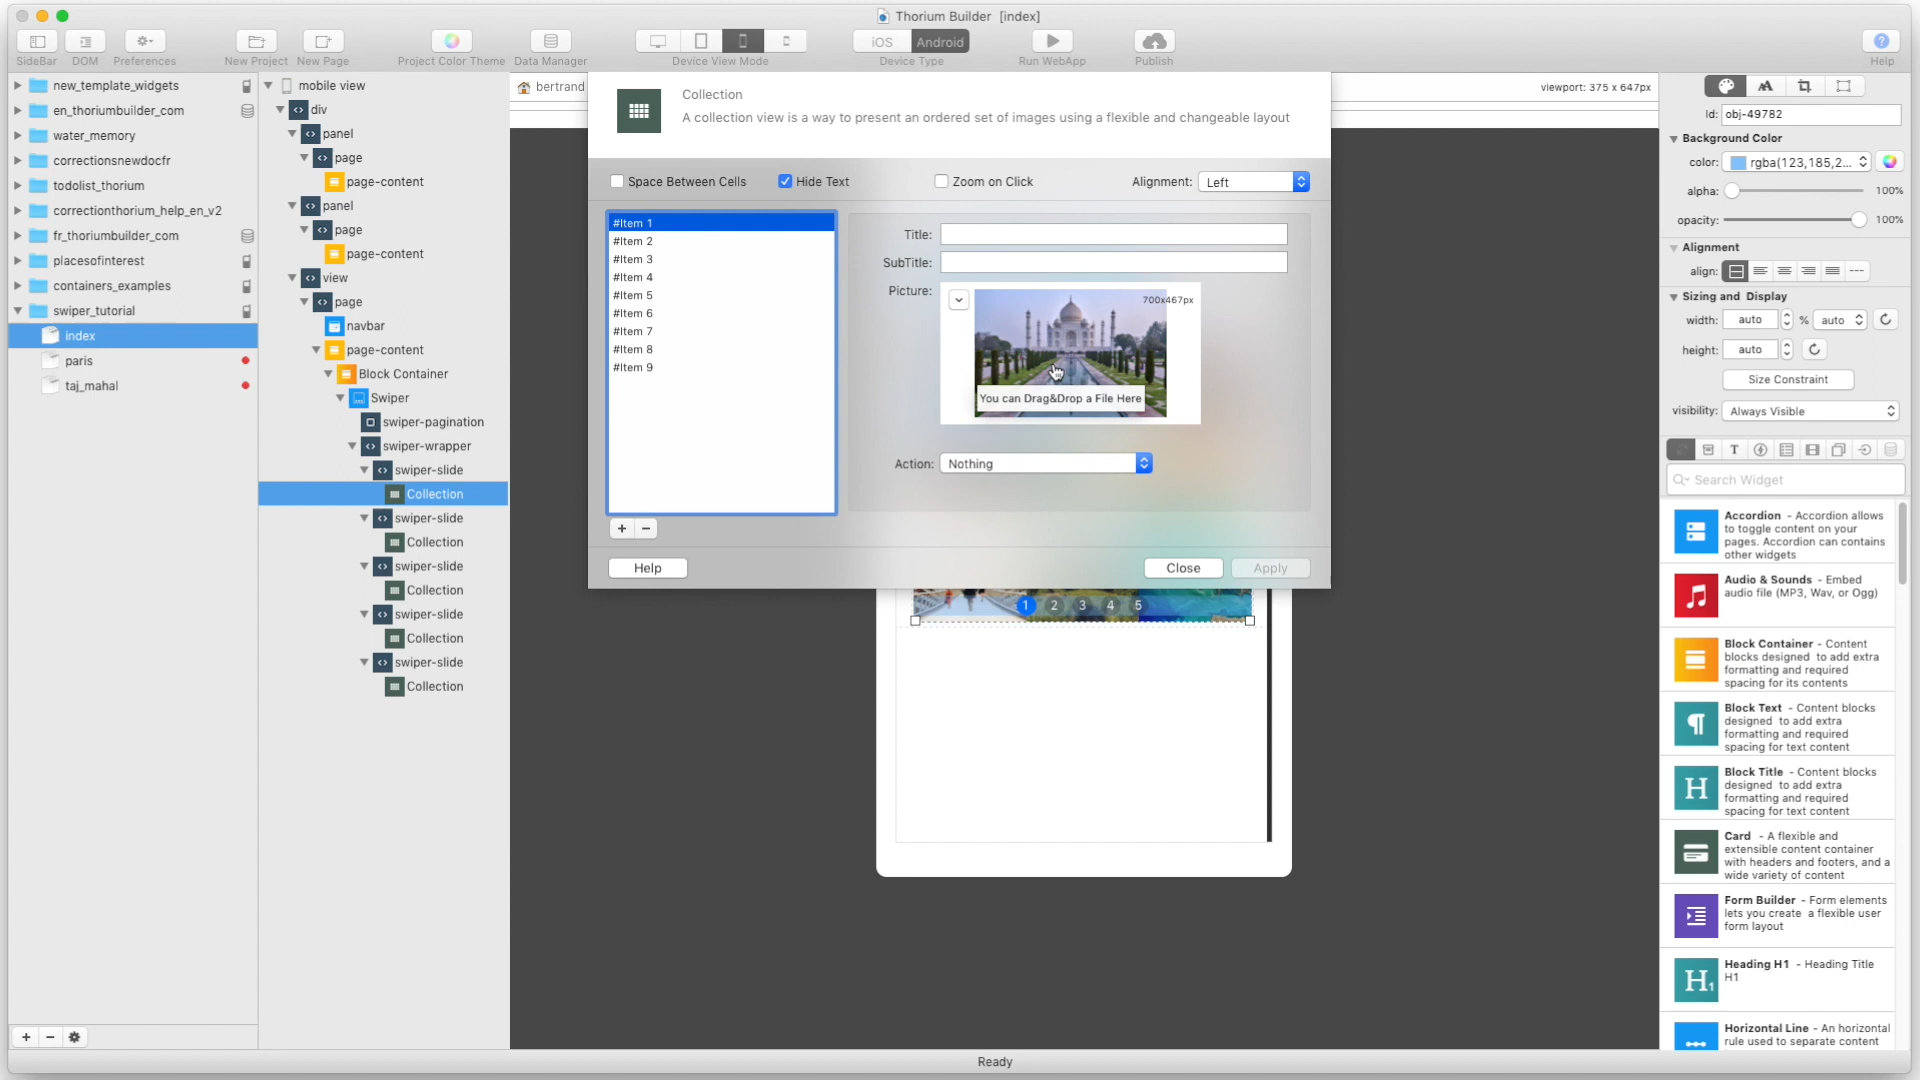 Thorium Builder [index]
SideBar
DOM
Preferences
New Project
New Page
Project Color Theme
Data Manager
Device View Mode
iOS
Android
Device Type
Run WebApp
Publish
?
Help
new_template_widgets
en_thoriumbuilder_com
water_memory
correctionsnewdocfr
todolist_thorium
correctionthorium_help_en_v2
fr_thoriumbuilder_com
placesofinterest
containers_examples
swiper_tutorial
index
paris
taj_mahal
mobile view
div
panel
page
page-content
panel
page
page-content
view
page
navbar
page-content
Block Container
Swiper
swiper-pagination
swiper-wrapper
swiper-slide
Collection
swiper-slide
Collection
swiper-slide
Collection
swiper-slide
Collection
swiper-slide
Collection
bertrand
viewport: 375 x 647px
Collection
A collection view is a way to present an ordered set of images using a flexible and changeable layout
Space Between Cells
Hide Text
Zoom on Click
Alignment: Left
#Item 1
#Item 2
#Item 3
#Item 4
#Item 5
#Item 6
#Item 7
#Item 8
#Item 9
Title:
SubTitle:
Picture:
700x467px
You can Drag&Drop a File Here
Action: Nothing
+ −
Help
Close
Apply
1 2 3 4 5
Id: obj-49782
Background Color
color: rgba(123,185,2...
alpha: 100%
opacity: 100%
Alignment
align:
Sizing and Display
width: auto % auto
height: auto
Size Constraint
visibility: Always Visible
Search Widget
Accordion - Accordion allows
to toggle content on your
pages. Accordion can contains
other widgets
Audio & Sounds - Embed
audio file (MP3, Wav, or Ogg)
Block Container - Content
blocks designed to add extra
formatting and required
spacing for its contents
Block Text - Content blocks
designed to add extra
formatting and required
spacing for text content
H
Block Title - Content blocks
designed to add extra
formatting and required
spacing for text content
Card - A flexible and
extensible content container
with headers and footers, and a
wide variety of content
Form Builder - Form elements
lets you create a flexible user
form layout
H1
Heading H1 - Heading Title
H1
Horizontal Line - An horizontal
rule used to separate content
+ −
Ready